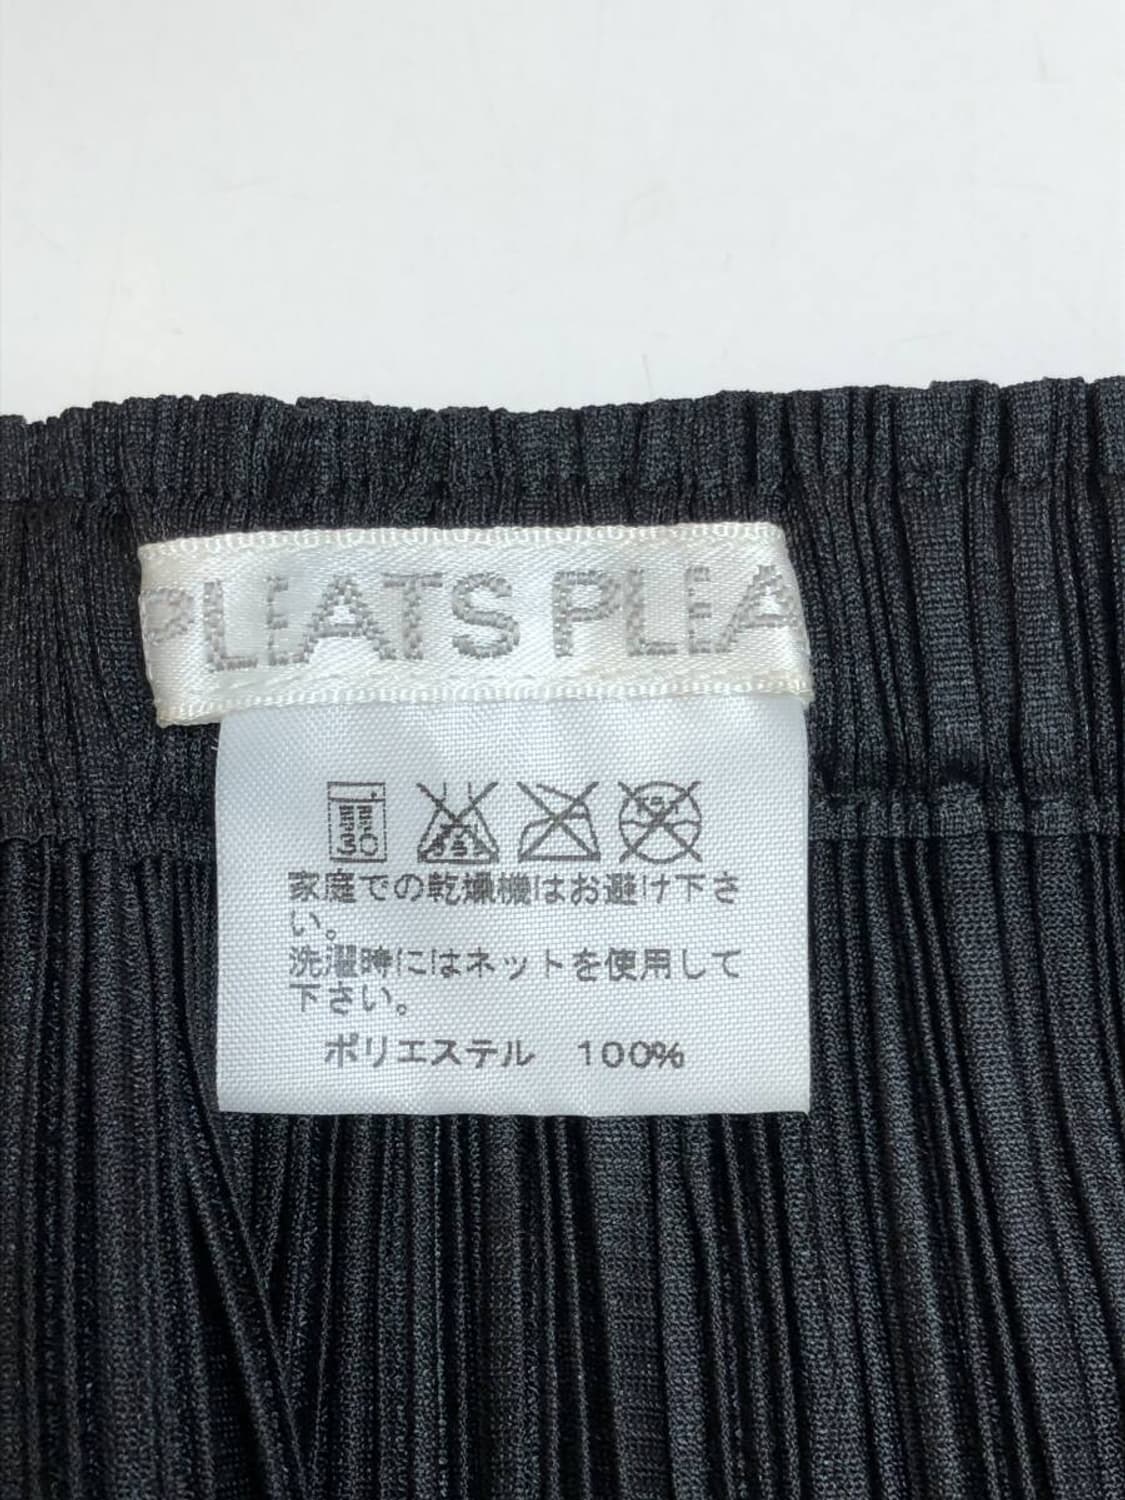 PLEATS PLEA
家庭での乾燥機はお避け下さ
い。
洗濯時にはネットを使用して
下さい。
ポリエステル 100%